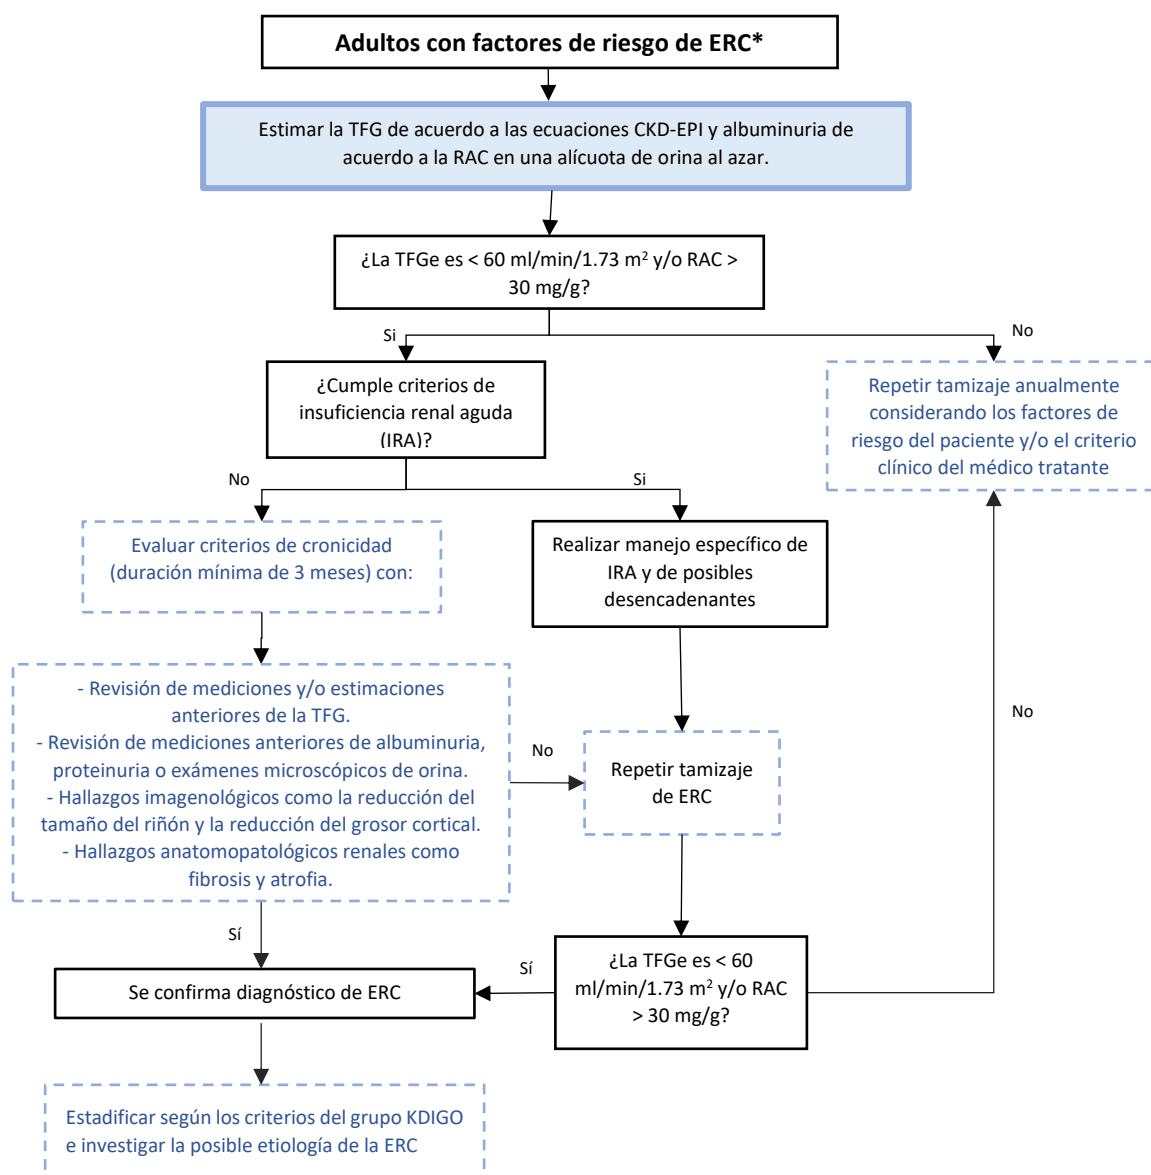 Adultos con factores de riesgo de ERC*
Estimar la TFG de acuerdo a las ecuaciones CKD-EPI y albuminuria de
acuerdo a la RAC en una alícuota de orina al azar.
¿La TFGe es < 60 ml/min/1.73 m² y/o RAC >
30 mg/g?
Si
No
¿Cumple criterios de
insuficiencia renal aguda
(IRA)?
Repetir tamizaje anualmente
considerando los factores de
riesgo del paciente y/o el criterio
clínico del médico tratante
No
Si
Evaluar criterios de cronicidad
(duración mínima de 3 meses) con:
Realizar manejo específico de
IRA y de posibles
desencadenantes
- Revisión de mediciones y/o estimaciones
anteriores de la TFG.
- Revisión de mediciones anteriores de albuminuria,
proteinuria o exámenes microscópicos de orina.
- Hallazgos imagenológicos como la reducción del
tamaño del riñón y la reducción del grosor cortical.
- Hallazgos anatomopatológicos renales como
fibrosis y atrofia.
No
Repetir tamizaje
de ERC
No
Sí
Se confirma diagnóstico de ERC
Sí
¿La TFGe es < 60
ml/min/1.73 m² y/o RAC
> 30 mg/g?
Estadificar según los criterios del grupo KDIGO
e investigar la posible etiología de la ERC